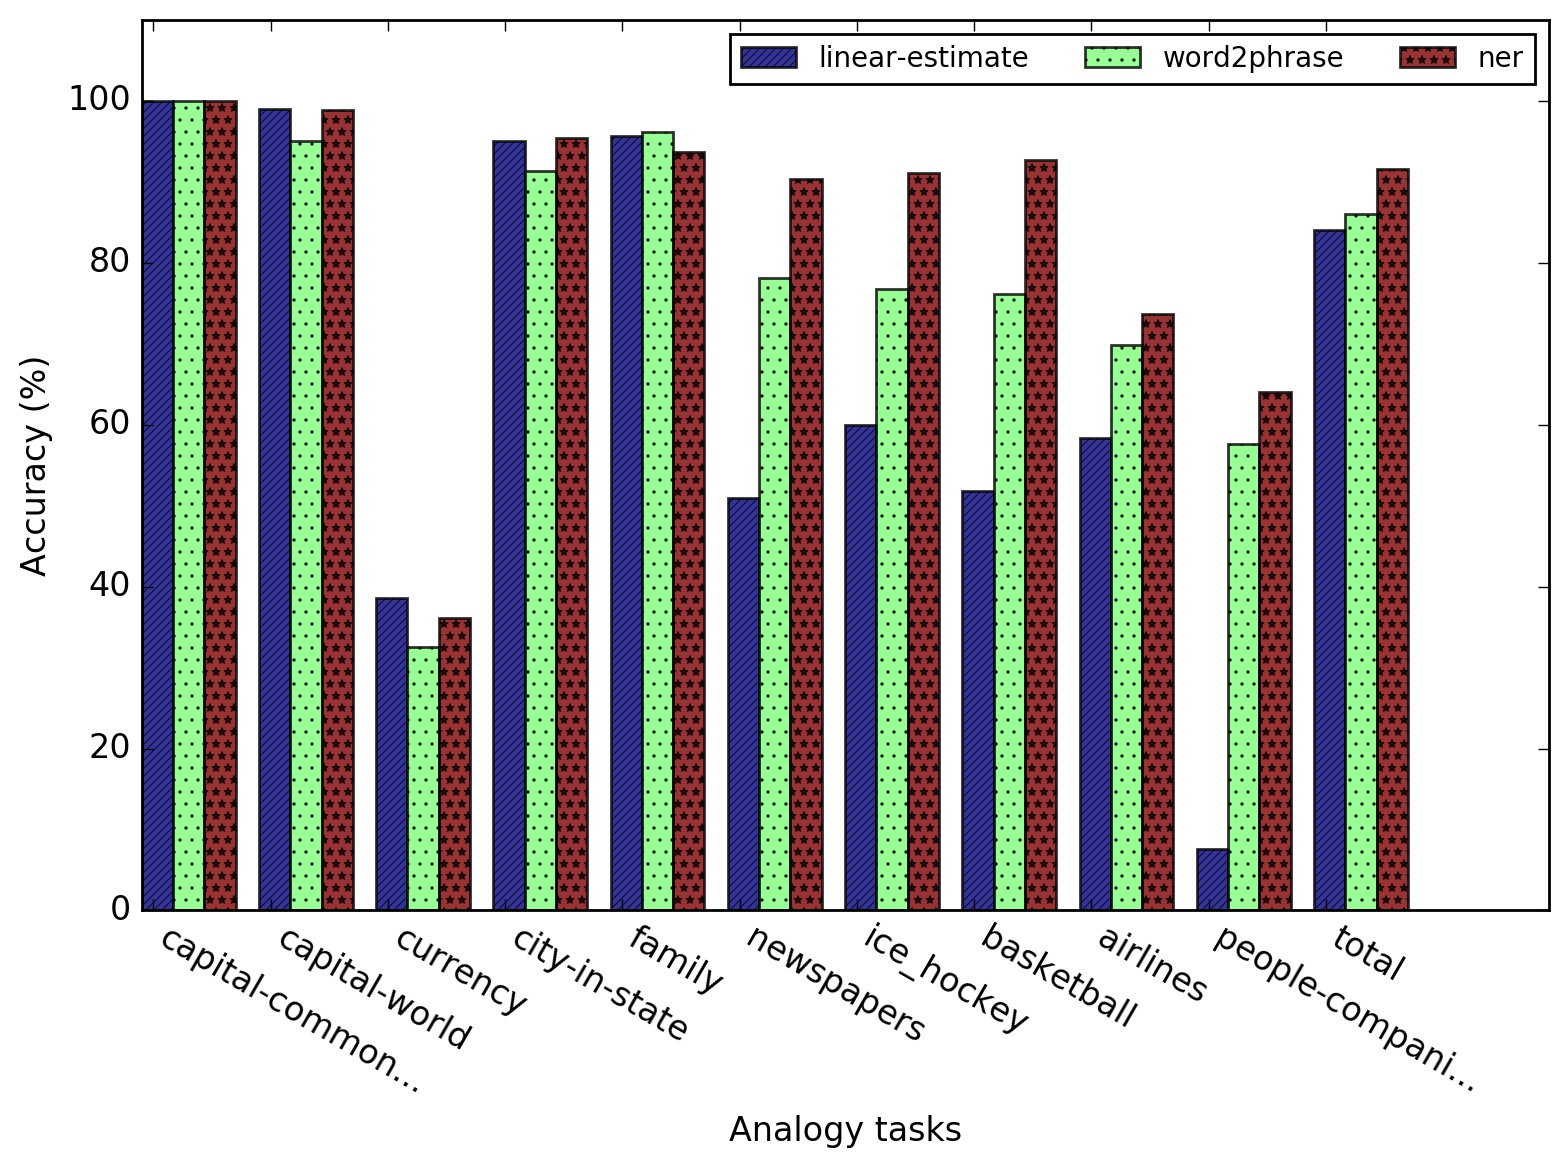 linear-estimate word2phrase ner
100
80
60
40
20
0
Accuracy (%)
capital-common...
capital-world
currency
city-in-state
family
newspapers
ice_hockey
basketball
airlines
people-compani...
total
Analogy tasks